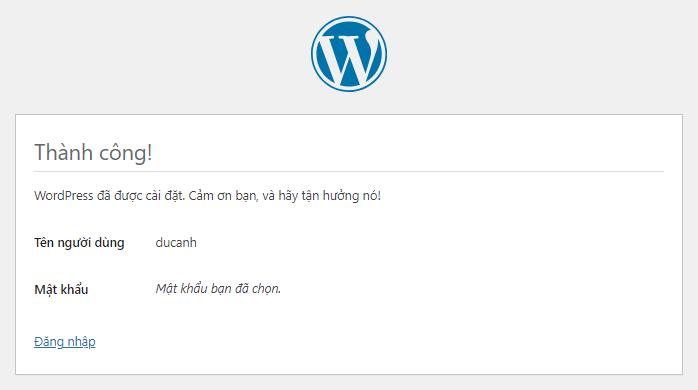 Thành công!
WordPress đã được cài đặt. Cảm ơn bạn, và hãy tận hưởng nó!
Tên người dùng ducanh
Mật khẩu Mật khẩu bạn đã chọn.
Đăng nhập